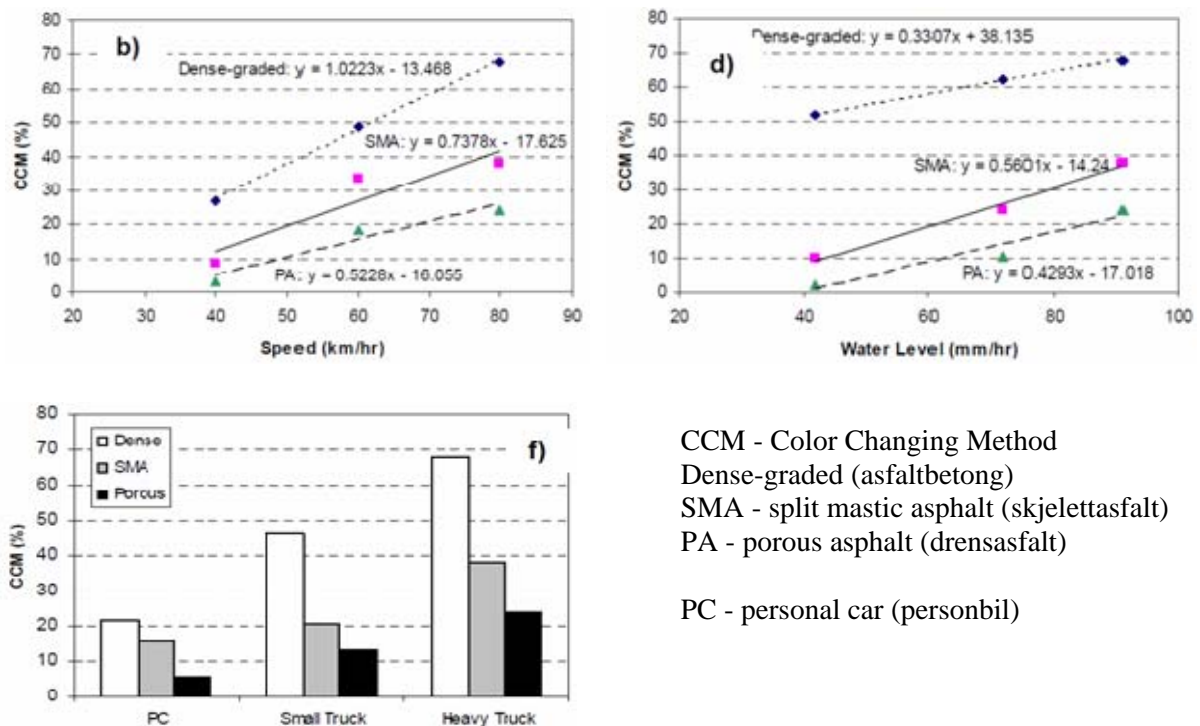 b)
80
70
60
50
40
30
20
10
0
CCM (%)
Dense-graded: y = 1.0223x - 13.468
SMA: y = 0.7378x - 17.625
PA: y = 0.5228x - 16.055
20 30 40 50 60 70 80 90
Speed (km/hr)
d)
80
70
60
50
40
30
20
10
0
CCM (%)
Dense-graded: y = 0.3307x + 38.135
SMA: y = 0.5601x - 14.24
PA: y = 0.4293x - 17.018
20 40 60 80 100
Water Level (mm/hr)
f)
80
70
60
50
40
30
20
10
0
CCM (%)
Dense
SMA
Porous
PC Small Truck Heavy Truck
CCM - Color Changing Method
Dense-graded (asfaltbetong)
SMA - split mastic asphalt (skjelettasfalt)
PA - porous asphalt (drensasfalt)
PC - personal car (personbil)